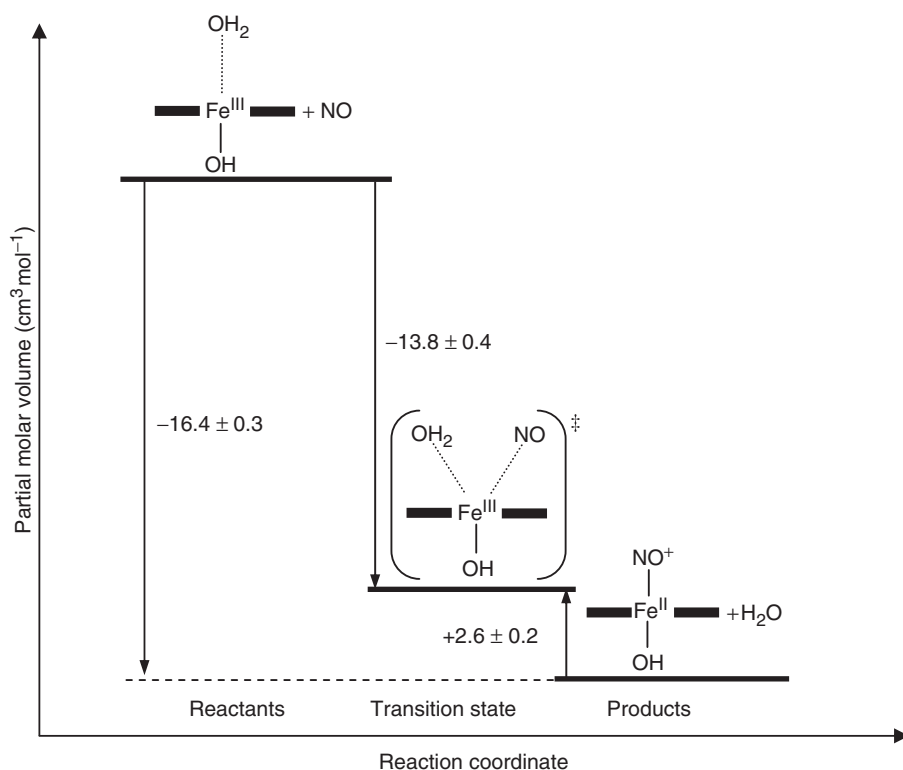 OH₂
Feᴵᴵᴵ + NO
OH
Partial molar volume (cm³ mol⁻¹)
−13.8 ± 0.4
−16.4 ± 0.3
OH₂ NO ‡
Feᴵᴵᴵ
OH
NO⁺
Feᴵᴵ +H₂O
OH
+2.6 ± 0.2
Reactants Transition state Products
Reaction coordinate